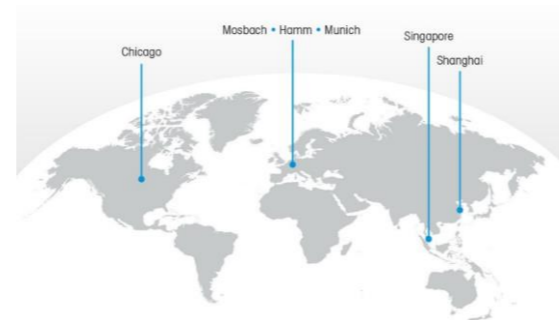 Mosbach • Hamm • Munich
Singapore
Chicago
Shanghai